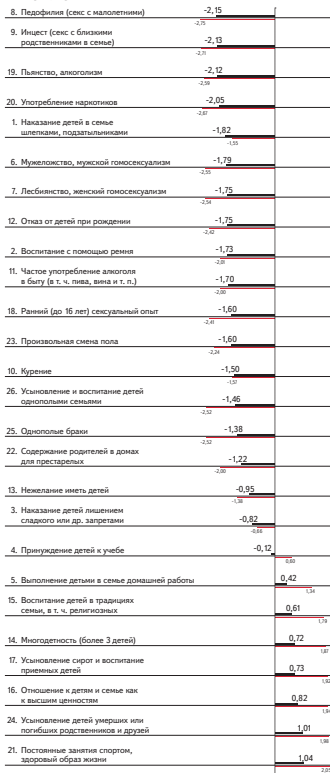 8. Педофилия (секс с малолетними)
-2,15
-2,75
9. Инцест (секс с близкими
родственниками в семье)
-2,13
-2,71
19. Пьянство, алкоголизм
-2,12
-2,59
20. Употребление наркотиков
-2,05
-2,67
1. Наказание детей в семье
шлепками, подзатыльниками
-1,82
-1,55
6. Мужеложство, мужской гомосексуализм
-1,79
-2,55
7. Лесбиянство, женский гомосексуализм
-1,75
-2,54
12. Отказ от детей при рождении
-1,75
-2,42
2. Воспитание с помощью ремня
-1,73
-2,01
11. Частое употребление алкоголя
в быту (в т. ч. пива, вина и т. п.)
-1,70
-2,00
18. Ранний (до 16 лет) сексуальный опыт
-1,60
-2,41
23. Произвольная смена пола
-1,60
-2,24
10. Курение
-1,50
-1,57
26. Усыновление и воспитание детей
однополыми семьями
-1,46
-2,52
25. Однополые браки
-1,38
-2,52
22. Содержание родителей в домах
для престарелых
-1,22
-2,00
13. Нежелание иметь детей
-0,95
-1,38
3. Наказание детей лишением
сладкого или др. запретами
-0,82
-0,68
4. Принуждение детей к учебе
-0,12
0,60
5. Выполнение детьми в семье домашней работы
0,42
1,34
15. Воспитание детей в традициях
семьи, в т. ч. религиозных
0,61
1,79
14. Многодетность (более 3 детей)
0,72
1,87
17. Усыновление сирот и воспитание
приемных детей
0,73
1,92
16. Отношение к детям и семье как
к высшим ценностям
0,82
1,94
24. Усыновление детей умерших или
погибших родственников и друзей
1,01
1,86
21. Постоянные занятия спортом,
здоровый образ жизни
1,04
2,05